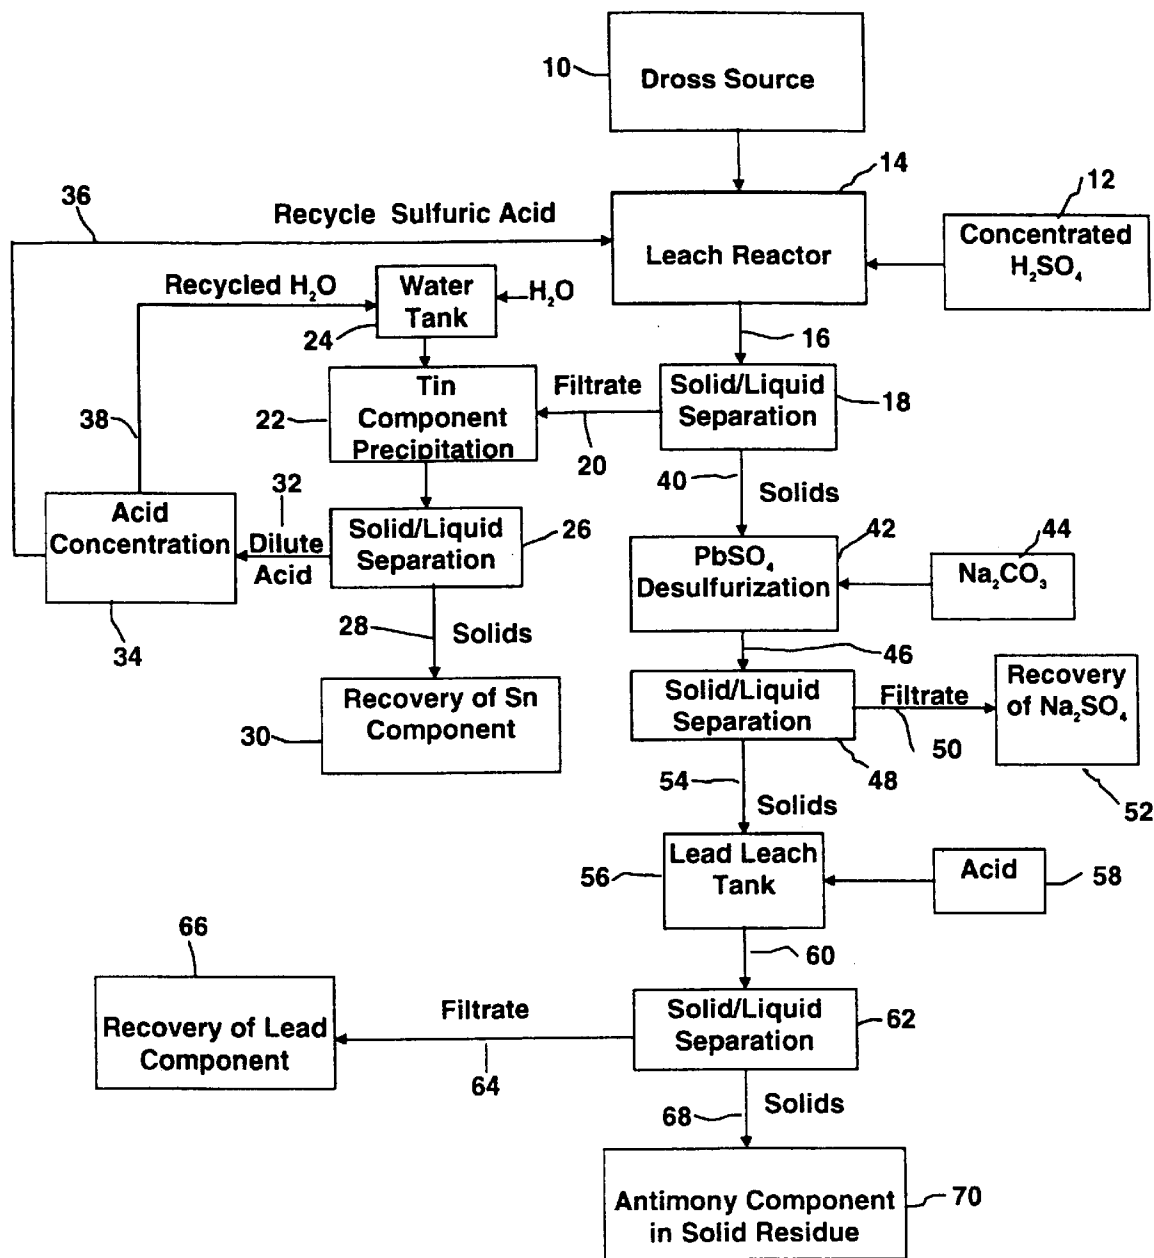 10
Dross Source
14
12
36
Recycle Sulfuric Acid
Leach Reactor
Concentrated
H₂SO₄
Recycled H₂O
Water
Tank
H₂O
24
16
Tin
Component
Precipitation
22
Filtrate
20
Solid/Liquid
Separation
18
38
32
40
Solids
Acid
Concentration
34
Dilute
Acid
Solid/Liquid
Separation
26
PbSO₄
Desulfurization
42
44
Na₂CO₃
28
Solids
46
Recovery of Sn
Component
30
Solid/Liquid
Separation
48
Filtrate
50
Recovery
of Na₂SO₄
52
54
Solids
56
Lead Leach
Tank
Acid
58
60
66
Recovery of Lead
Component
Filtrate
64
Solid/Liquid
Separation
62
68
Solids
Antimony Component
in Solid Residue
70